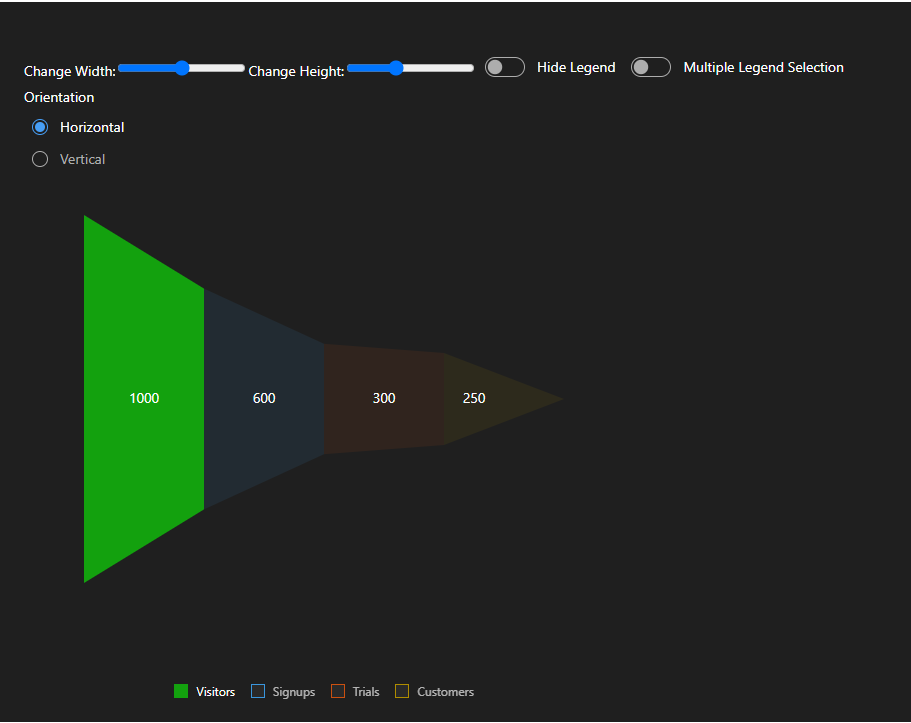 Change Width: Change Height: Hide Legend Multiple Legend Selection
Orientation
Horizontal
Vertical
1000 600 300 250
Visitors Signups Trials Customers